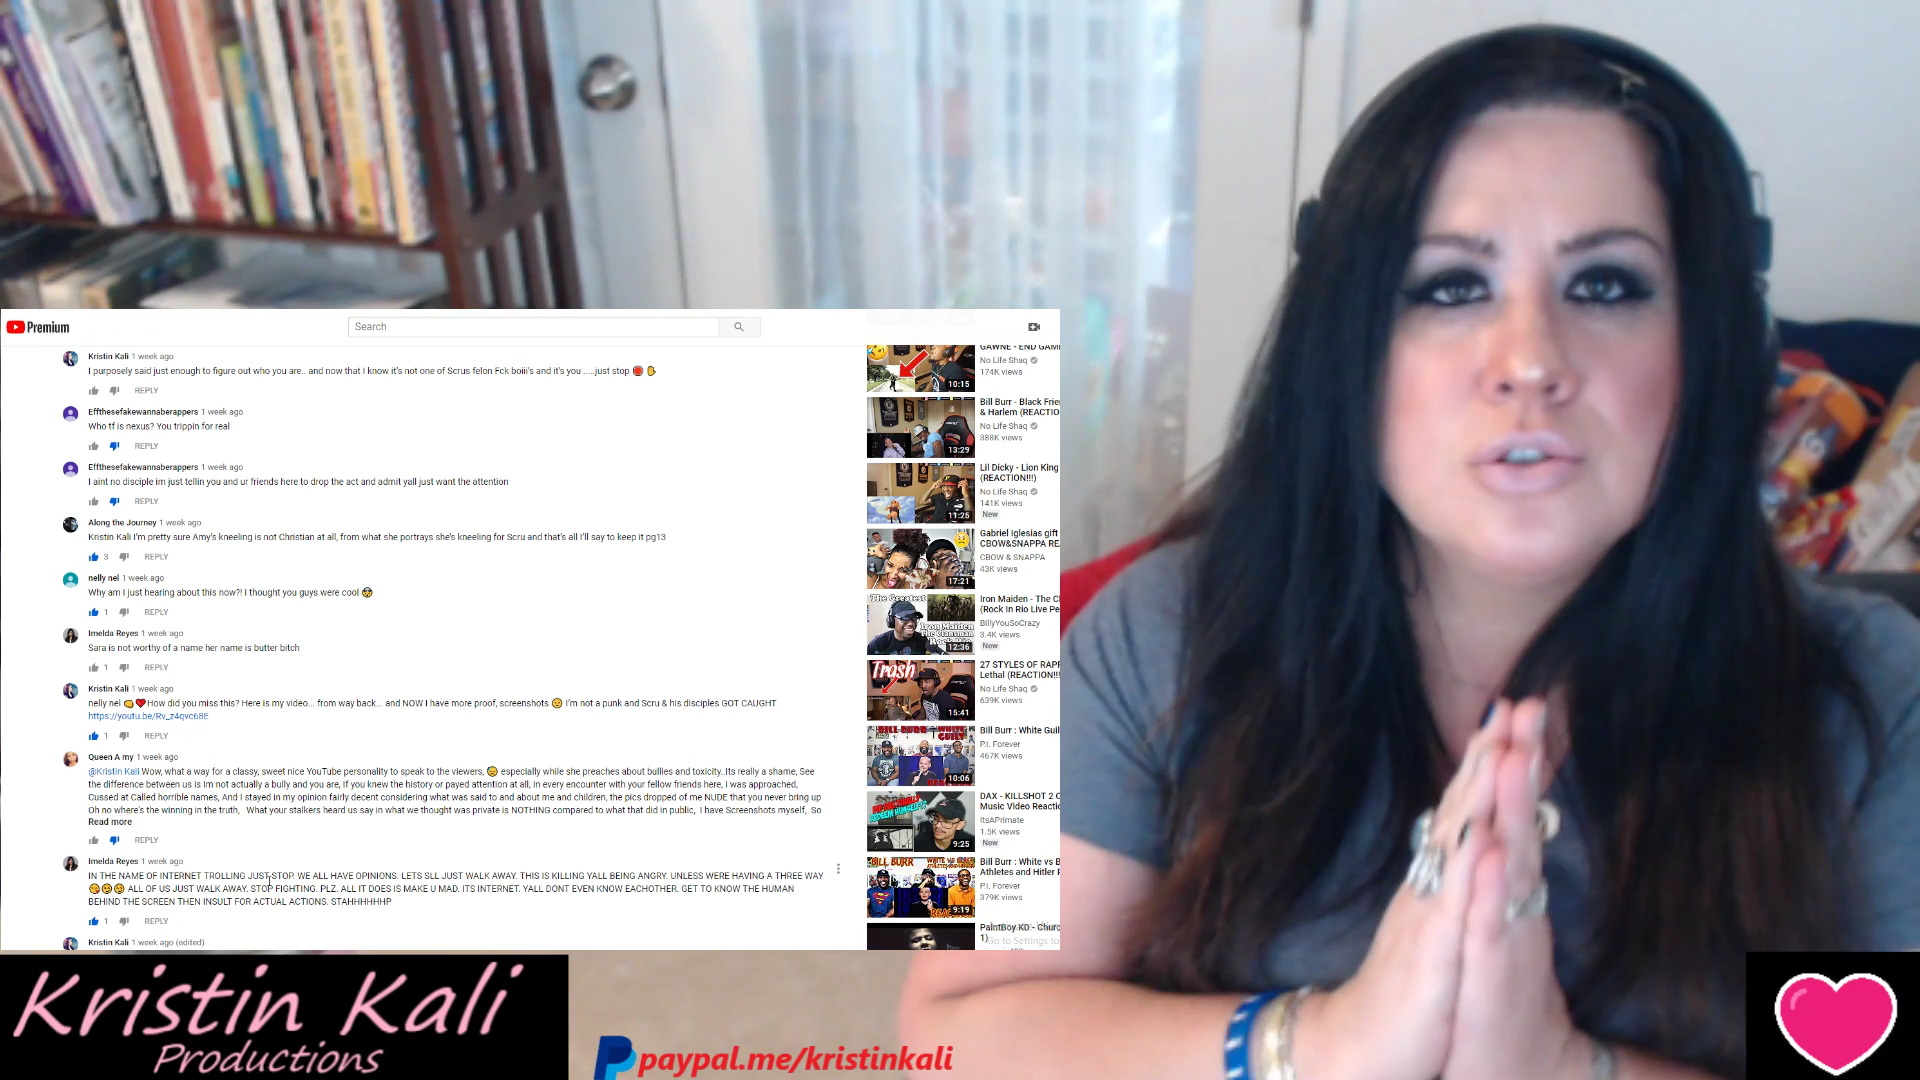 Premium
Search
Kristin Kali 1 week ago
I purposely said just enough to figure out who you are.. and now that I know it's not one of Scrus felon Fck boiii's and it's you .....just stop 🛑 ✋
REPLY
Effthesefakewannaberappers 1 week ago
Who tf is nexus? You trippin for real
REPLY
Effthesefakewannaberappers 1 week ago
I aint no disciple im just tellin you and ur friends here to drop the act and admit yall just want the attention
REPLY
Along the Journey 1 week ago
Kristin Kali I'm pretty sure Amy's kneeling is not Christian at all, from what she portrays she's kneeling for Scru and that's all I'll say to keep it pg13
3 REPLY
nelly nel 1 week ago
Why am I just hearing about this now?! I thought you guys were cool
1 REPLY
Imelda Reyes 1 week ago
Sara is not worthy of a name her name is butter bitch
1 REPLY
Kristin Kali 1 week ago
nelly nel 👊❤️How did you miss this? Here is my video... from way back... and NOW I have more proof, screenshots 😉 I'm not a punk and Scru & his disciples GOT CAUGHT
https://youtu.be/Rv_z4qvc68E
1 REPLY
Queen A my 1 week ago
@Kristin Kali Wow, what a way for a classy, sweet nice YouTube personality to speak to the viewers, especially while she preaches about bullies and toxicity..Its really a shame, See
the difference between us is Im not actually a bully and you are, If you knew the history or payed attention at all, in every encounter with your fellow friends here, I was approached,
Cussed at Called horrible names, And I stayed in my opinion fairly decent considering what was said to and about me and children, the pics dropped of me NUDE that you never bring up
Oh no where's the winning in the truth, What your stalkers heard us say in what we thought was private is NOTHING compared to what that did in public, I have Screenshots myself, So
Read more
REPLY
Imelda Reyes 1 week ago
IN THE NAME OF INTERNET TROLLING JUST STOP. WE ALL HAVE OPINIONS. LETS SLL JUST WALK AWAY. THIS IS KILLING YALL BEING ANGRY. UNLESS WERE HAVING A THREE WAY
ALL OF US JUST WALK AWAY. STOP FIGHTING. PLZ. ALL IT DOES IS MAKE U MAD. ITS INTERNET. YALL DONT EVEN KNOW EACHOTHER. GET TO KNOW THE HUMAN
BEHIND THE SCREEN THEN INSULT FOR ACTUAL ACTIONS. STAHHHHHHP
1 REPLY
Kristin Kali 1 week ago (edited)
10:15
GAWNE - END GAM
No Life Shaq
174K views
13:29
Bill Burr - Black Frie
& Harlem (REACTIO
No Life Shaq
388K views
11:25
Lil Dicky - Lion King
(REACTION!!!)
No Life Shaq
141K views
New
17:21
Gabriel Iglesias gift
CBOW&SNAPPA RE
CBOW & SNAPPA
43K views
The Greatest
Iron Maiden
12:36
Iron Maiden - The Cl
(Rock In Rio Live Pe
BillyYouSoCrazy
3.4K views
New
Trash
15:41
27 STYLES OF RAPP
Lethal (REACTION!!!
No Life Shaq
639K views
BILL BURR WHITE GUILT
10:06
Bill Burr : White Guil
P.I. Forever
467K views
9:25
DAX - KILLSHOT 2 O
Music Video Reactio
ItsAPrimate
1.5K views
New
BILL BURR
9:19
Bill Burr : White vs B
Athletes and Hitler R
P.I. Forever
379K views
PaintBoy KD - Churc
1)
Go to Settings to
Kristin Kali
Productions
paypal.me/kristinkali